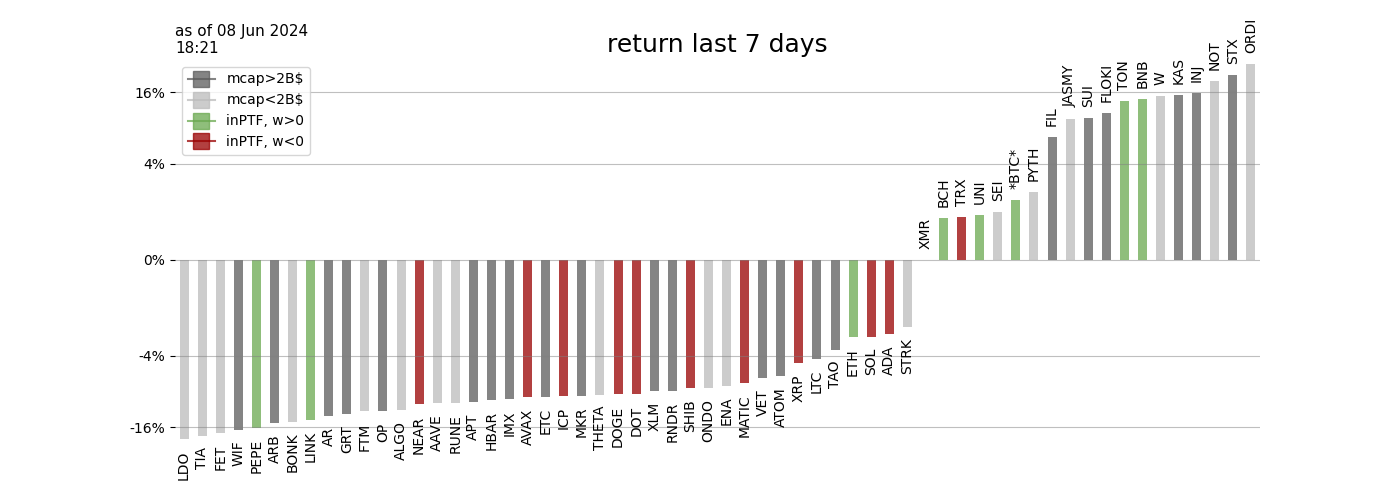 as of 08 Jun 2024
18:21
return last 7 days
mcap>2B$
mcap<2B$
inPTF, w>0
inPTF, w<0
16%
4%
0%
-4%
-16%
LDO
TIA
FET
WIF
PEPE
ARB
BONK
LINK
AR
GRT
FTM
OP
ALGO
NEAR
AAVE
RUNE
APT
HBAR
IMX
AVAX
ETC
ICP
MKR
THETA
DOGE
DOT
XLM
RNDR
SHIB
ONDO
ENA
MATIC
VET
ATOM
XRP
LTC
TAO
ETH
SOL
ADA
STRK
XMR
BCH
TRX
UNI
SEI
*BTC*
PYTH
FIL
JASMY
SUI
FLOKI
TON
BNB
W
KAS
INJ
NOT
STX
ORDI